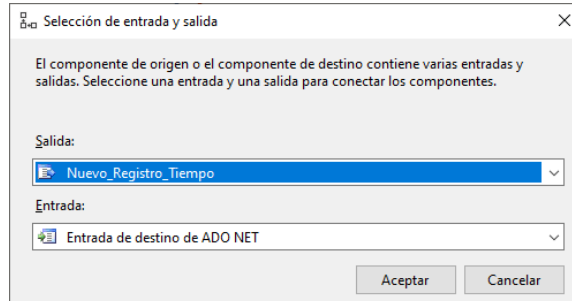 Selección de entrada y salida
El componente de origen o el componente de destino contiene varias entradas y
salidas. Seleccione una entrada y una salida para conectar los componentes.
Salida:
Nuevo_Registro_Tiempo
Entrada:
Entrada de destino de ADO NET
Aceptar Cancelar